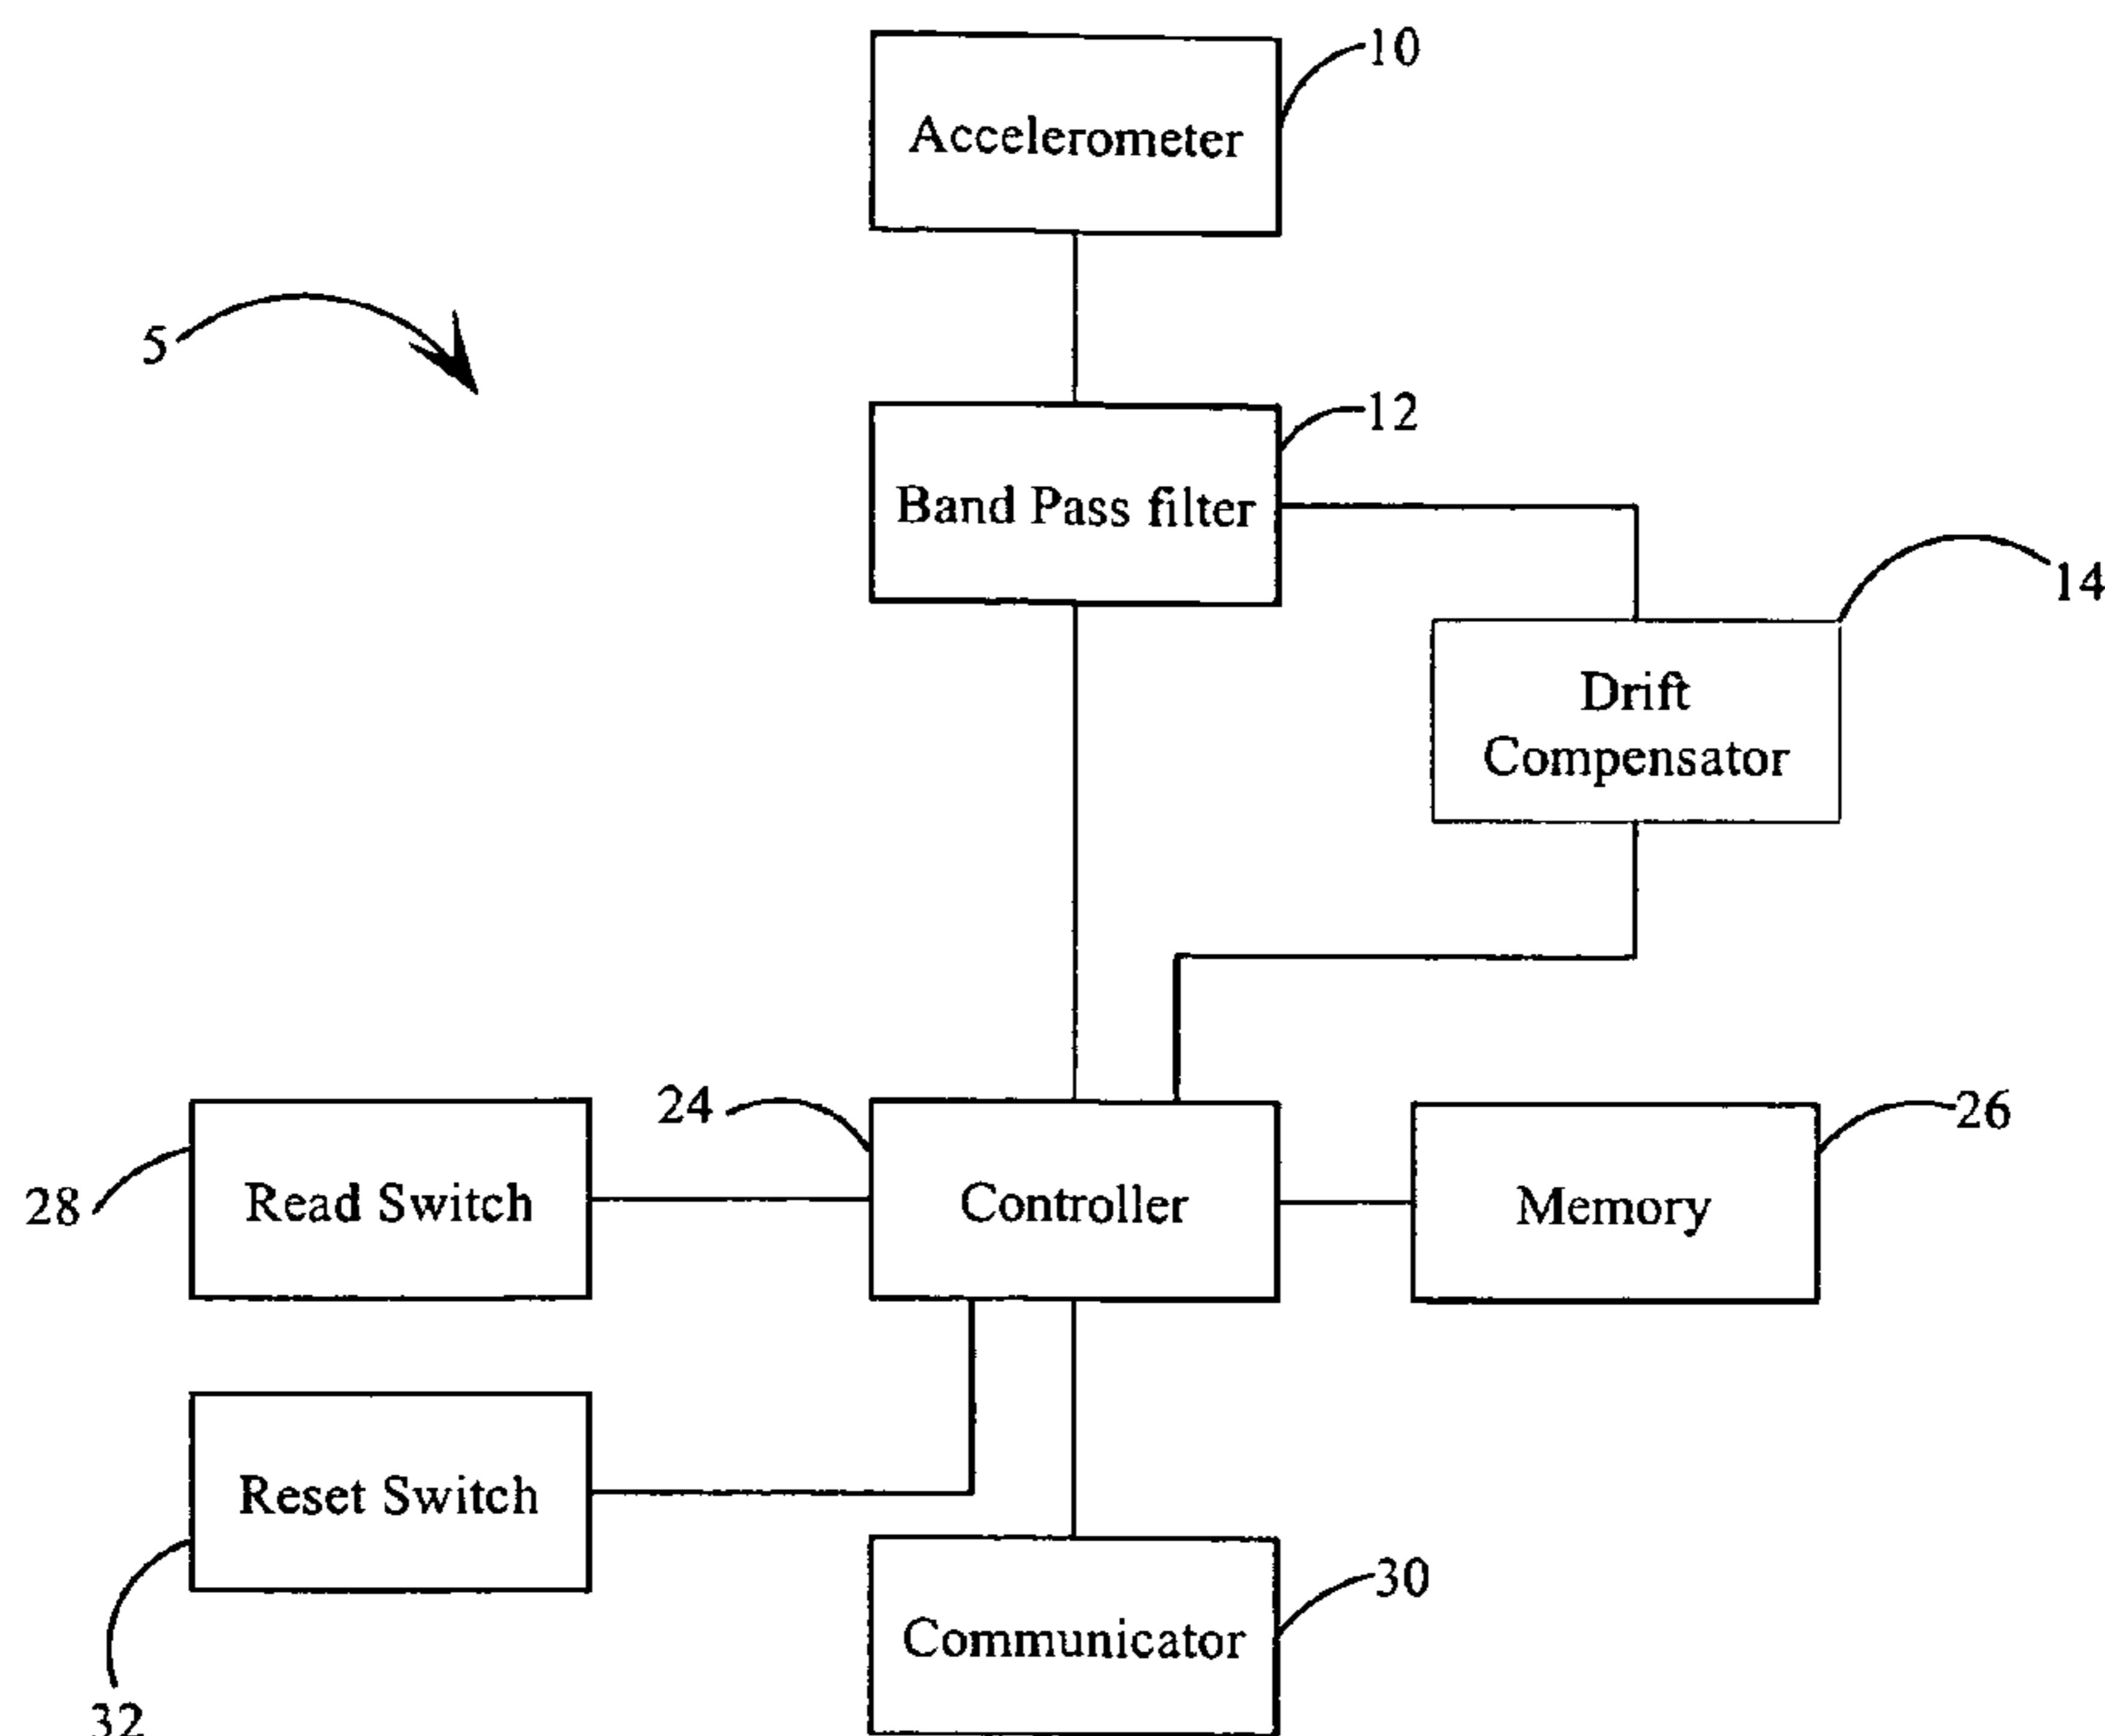 10
Accelerometer
5
12
Band Pass filter
14
Drift
Compensator
24
26
28
Read Switch
Controller
Memory
Reset Switch
30
Communicator
32